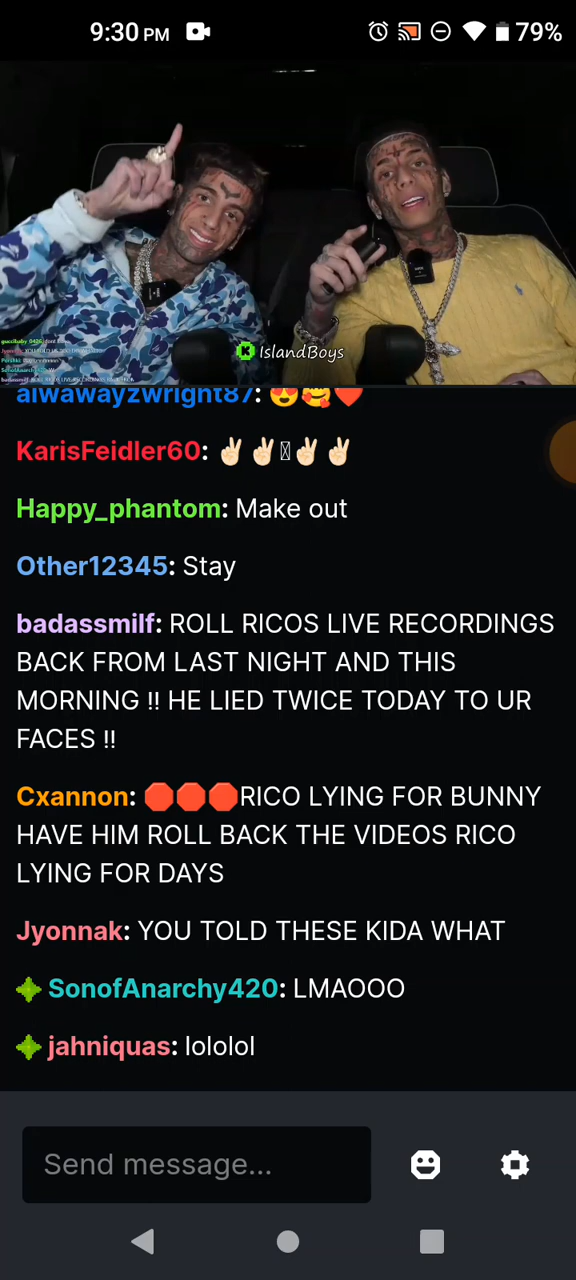 9:30 PM
79%
IslandBoys
alwawayzwright87: 😍🥰❤️
KarisFeidler60: ✌🏻✌🏻✌🏻✌🏻
Happy_phantom: Make out
Other12345: Stay
badassmilf: ROLL RICOS LIVE RECORDINGS
BACK FROM LAST NIGHT AND THIS
MORNING !! HE LIED TWICE TODAY TO UR
FACES !!
Cxannon: 🛑🛑🛑RICO LYING FOR BUNNY
HAVE HIM ROLL BACK THE VIDEOS RICO
LYING FOR DAYS
Jyonnak: YOU TOLD THESE KIDA WHAT
SonofAnarchy420: LMAOOO
jahniquas: lololol
Send message...